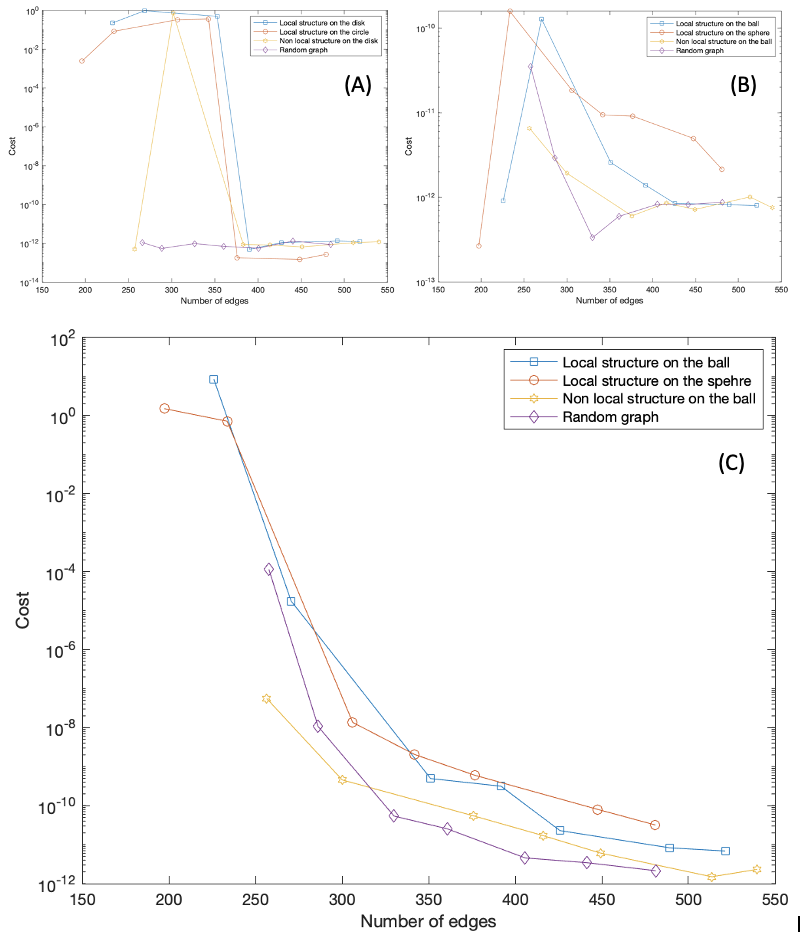 10^0
10^-2
10^-4
10^-6
10^-8
10^-10
10^-12
10^-14
Cost
150 200 250 300 350 400 450 500 550
Number of edges
Local structure on the disk
Local structure on the circle
Non local structure on the disk
Random graph
(A)
10^-10
10^-11
10^-12
10^-13
Cost
150 200 250 300 350 400 450 500 550
Number of edges
Local structure on the ball
Local structure on the sphere
Non local structure on the ball
Random graph
(B)
10^2
10^0
10^-2
10^-4
10^-6
10^-8
10^-10
10^-12
Cost
150 200 250 300 350 400 450 500 550
Number of edges
Local structure on the ball
Local structure on the spehre
Non local structure on the ball
Random graph
(C)